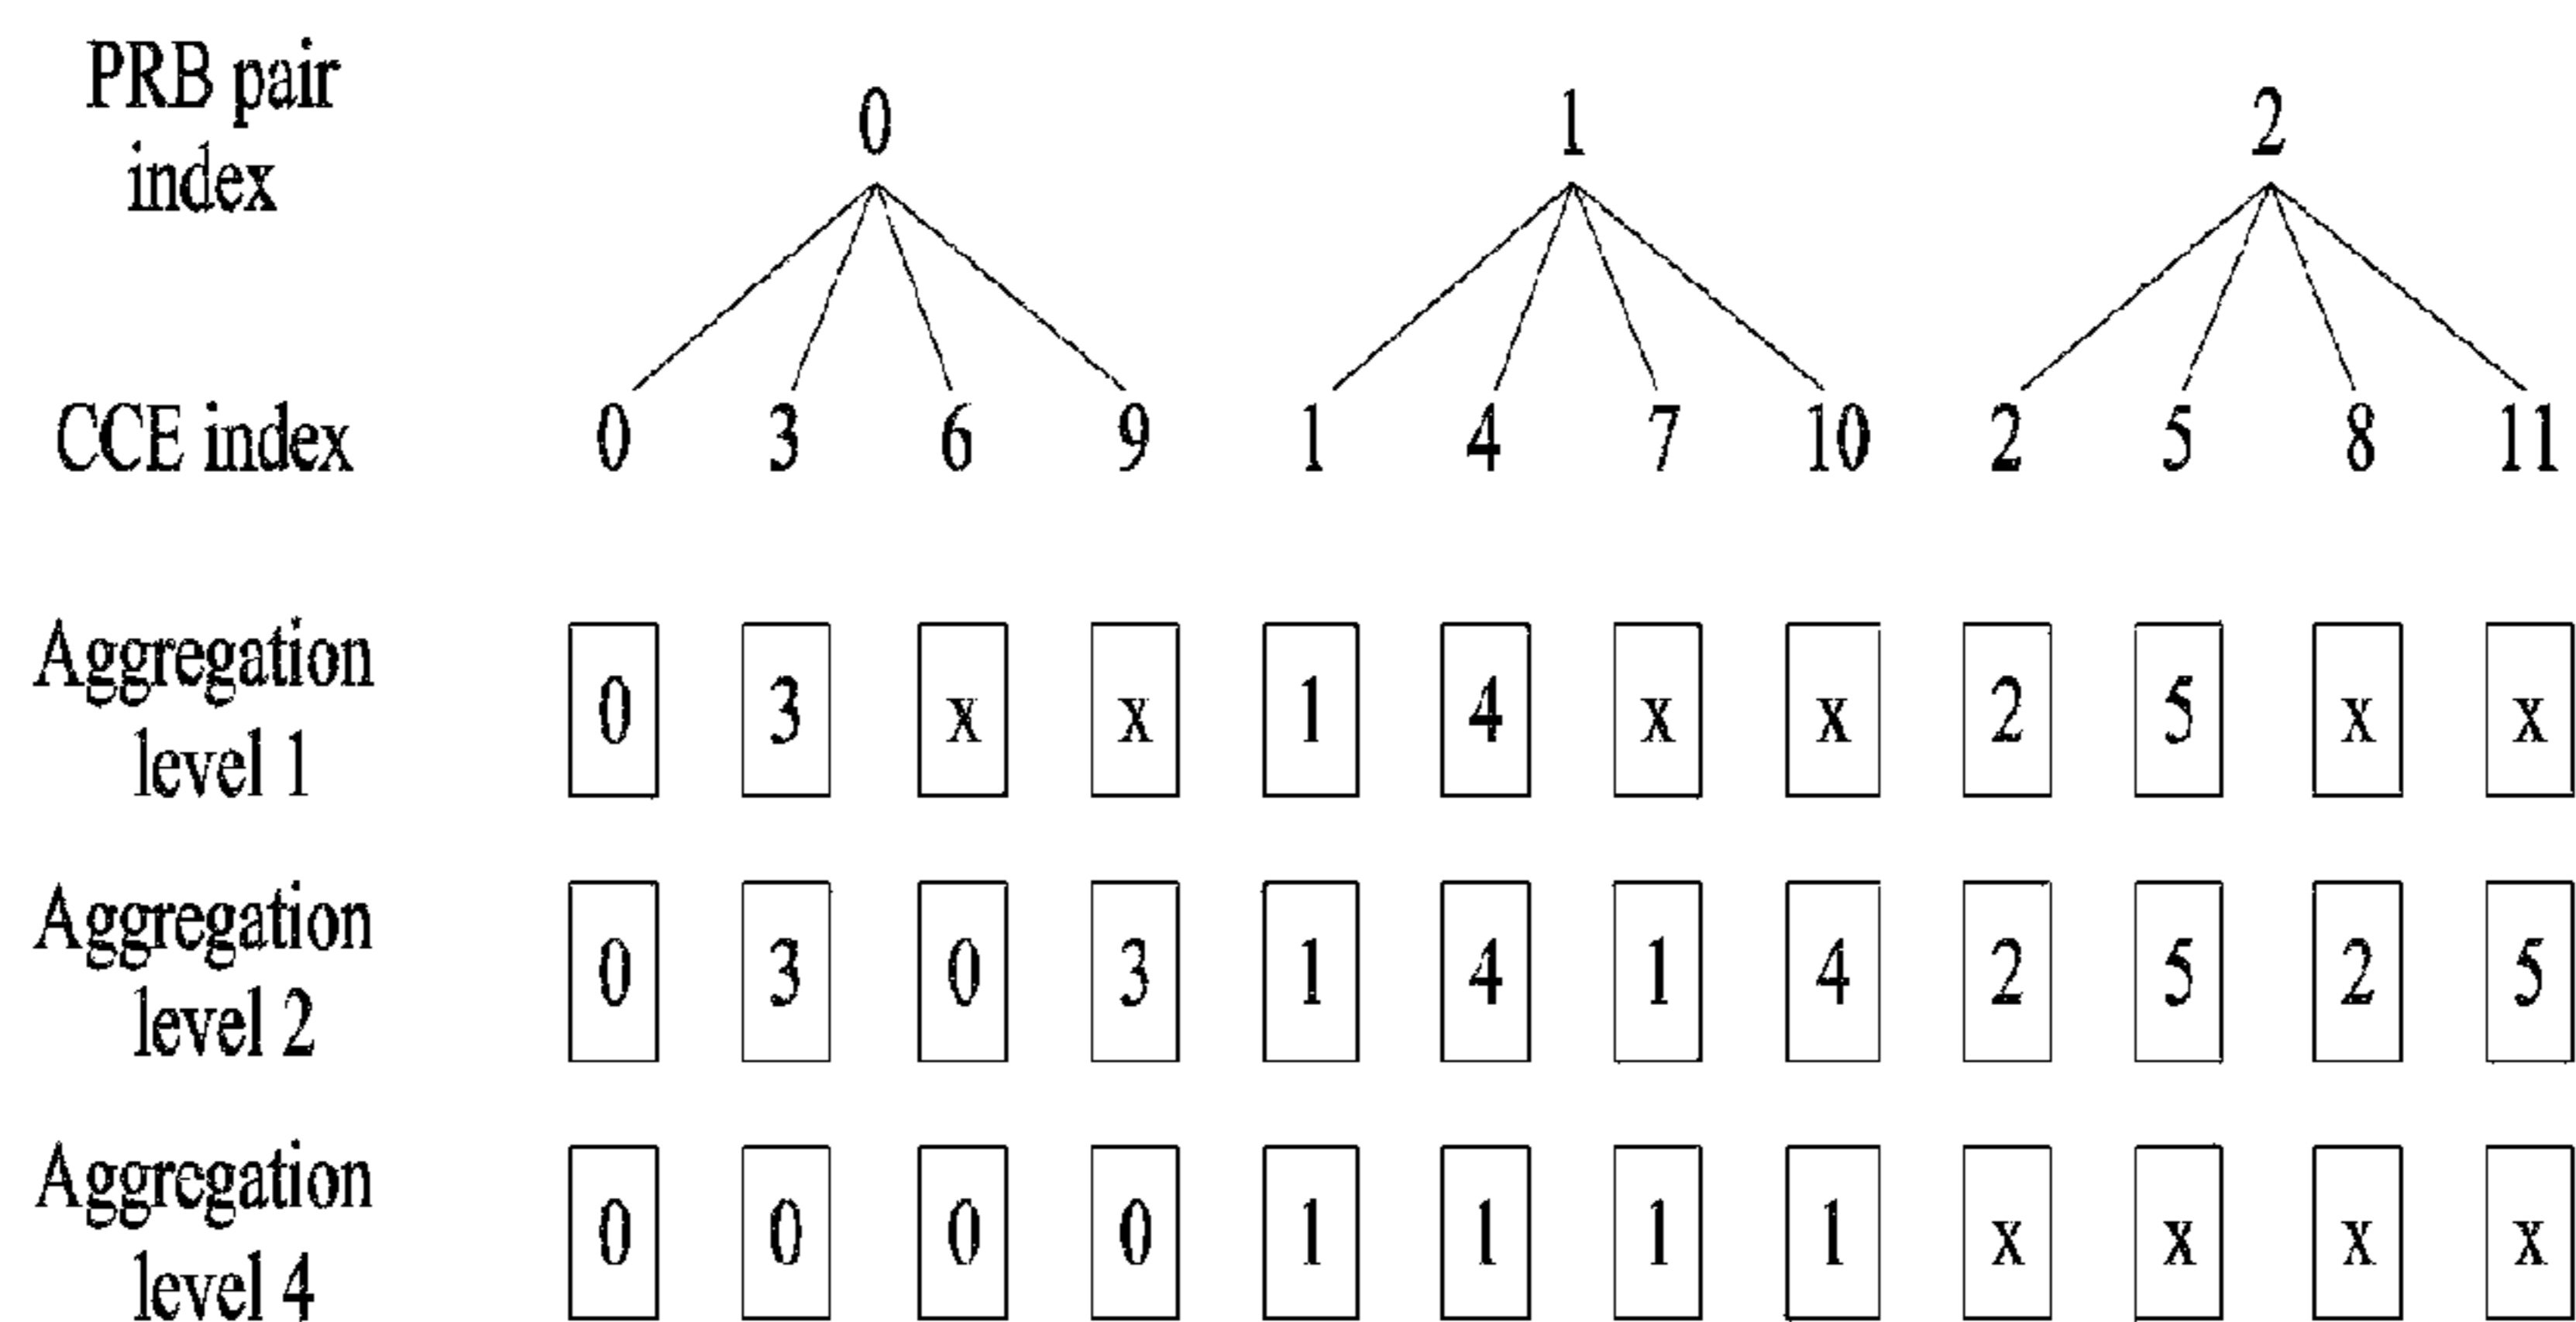 PRB pair
index
0 1 2
CCE index
0 3 6 9 1 4 7 10 2 5 8 11
Aggregation
level 1
0 3 x x 1 4 x x 2 5 x x
Aggregation
level 2
0 3 0 3 1 4 1 4 2 5 2 5
Aggregation
level 4
0 0 0 0 1 1 1 1 x x x x